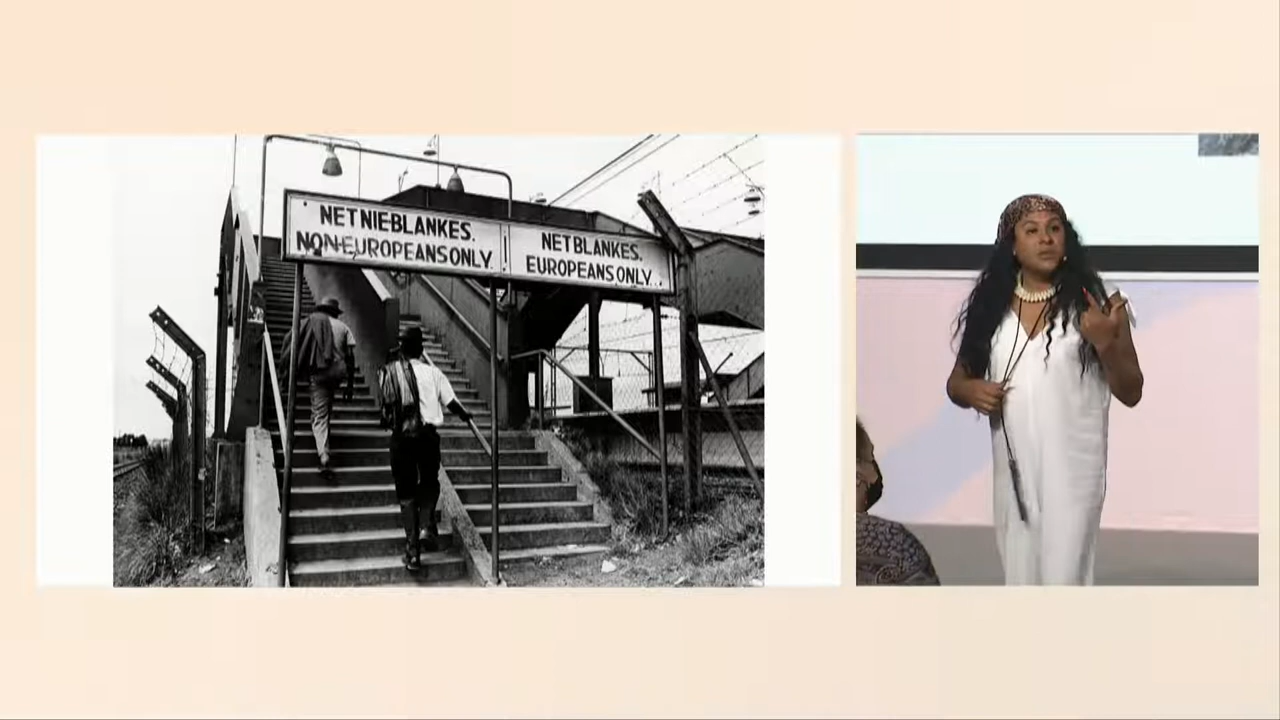 NET NIE BLANKES.
NON-EUROPEANS ONLY.
NET BLANKES.
EUROPEANS ONLY.